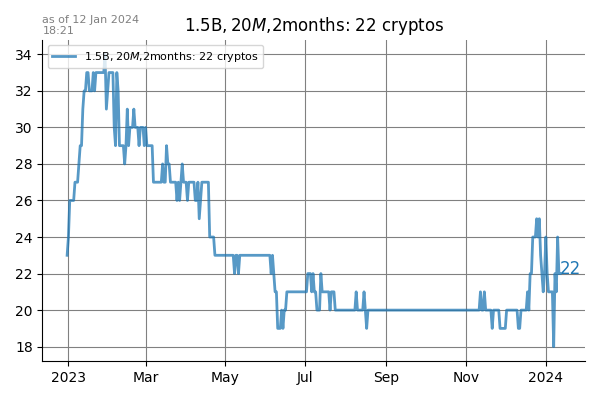 as of 12 Jan 2024
18:21
1.5B, 20M,2months: 22 cryptos
1.5B, 20M,2months: 22 cryptos
34
32
30
28
26
24
22
20
18
22
2023
Mar
May
Jul
Sep
Nov
2024